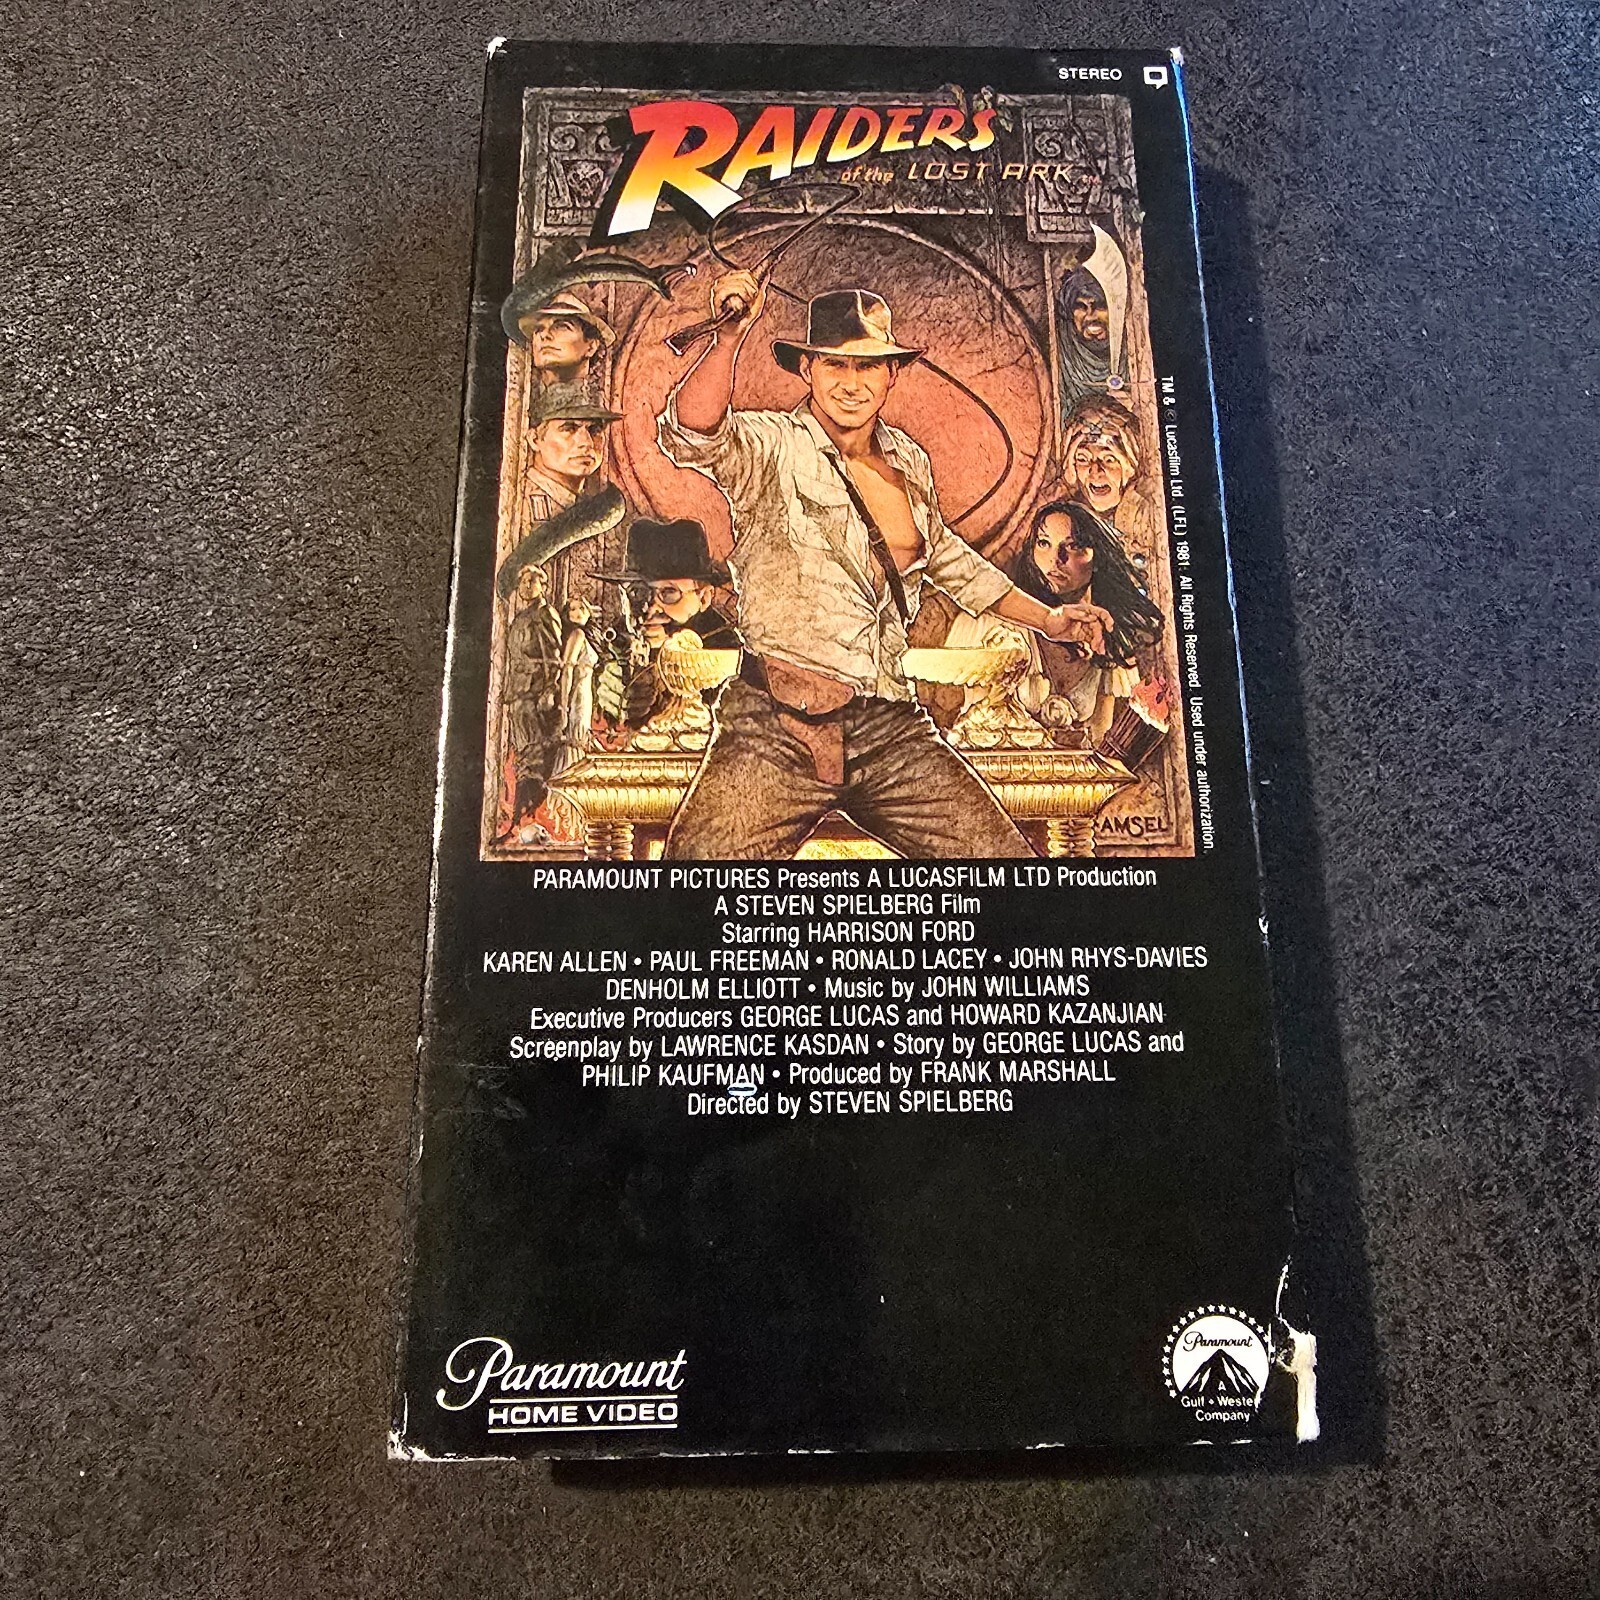 STEREO
RAIDERS
of the LOST ARK
TM & © Lucasfilm Ltd. (LFL) 1981. All Rights Reserved. Used under authorization.
AMSEL
PARAMOUNT PICTURES Presents A LUCASFILM LTD Production
A STEVEN SPIELBERG Film
Starring HARRISON FORD
KAREN ALLEN • PAUL FREEMAN • RONALD LACEY • JOHN RHYS-DAVIES
DENHOLM ELLIOTT • Music by JOHN WILLIAMS
Executive Producers GEORGE LUCAS and HOWARD KAZANJIAN
Screenplay by LAWRENCE KASDAN • Story by GEORGE LUCAS and
PHILIP KAUFMAN • Produced by FRANK MARSHALL
Directed by STEVEN SPIELBERG
Paramount
HOME VIDEO
Paramount
A
Gulf + Weste
Company